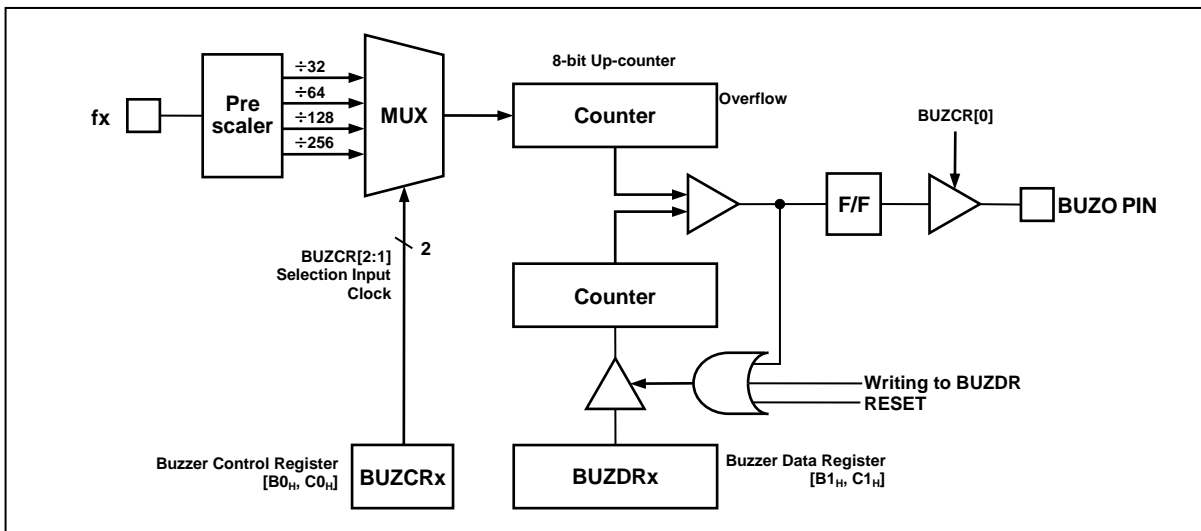 fx
Pre
scaler
÷32
÷64
÷128
÷256
MUX
8-bit Up-counter
Counter
Overflow
BUZCR[0]
F/F
BUZO PIN
2
BUZCR[2:1]
Selection Input
Clock
Counter
Writing to BUZDR
RESET
Buzzer Control Register
[B0H, C0H]
BUZCRx
BUZDRx
Buzzer Data Register
[B1H, C1H]